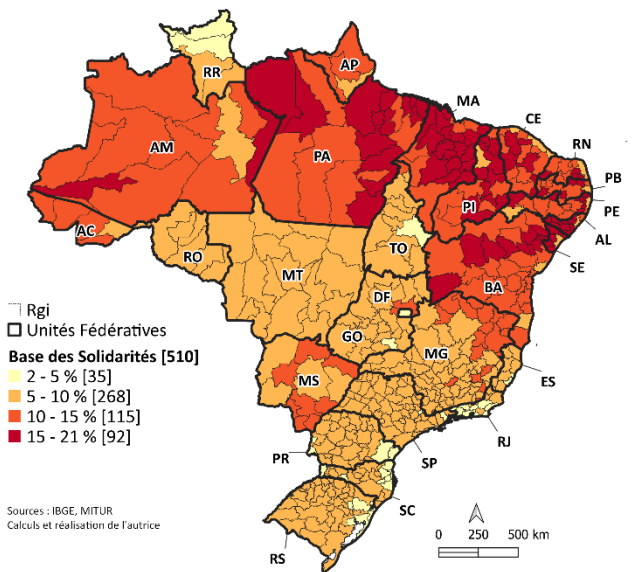 RR
AP
MA
CE
RN
AM
PA
PB
PI
PE
AC
AL
TO
RO
SE
MT
BA
DF
Rgi
Unités Fédératives
GO
MG
Base des Solidarités [510]
2 - 5 % [35]
MS
ES
5 - 10 % [268]
10 - 15 % [115]
RJ
15 - 21 % [92]
PR
SP
SC
Sources : IBGE, MITUR
Calculs et réalisation de l'autrice
0 250 500 km
RS